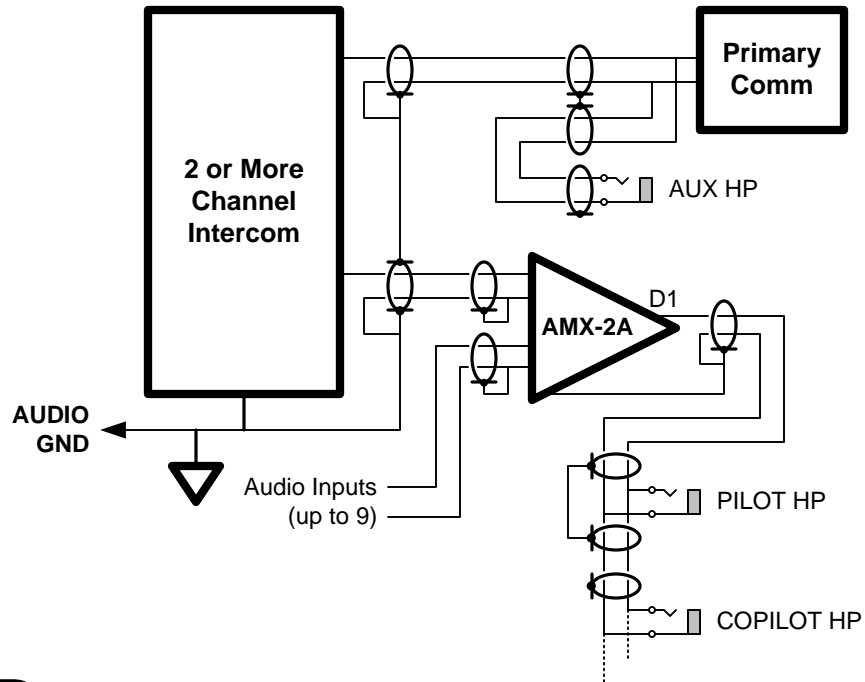 Primary
Comm
2 or More
Channel
Intercom
AUX HP
D1
AMX-2A
AUDIO
GND
Audio Inputs
(up to 9)
PILOT HP
COPILOT HP